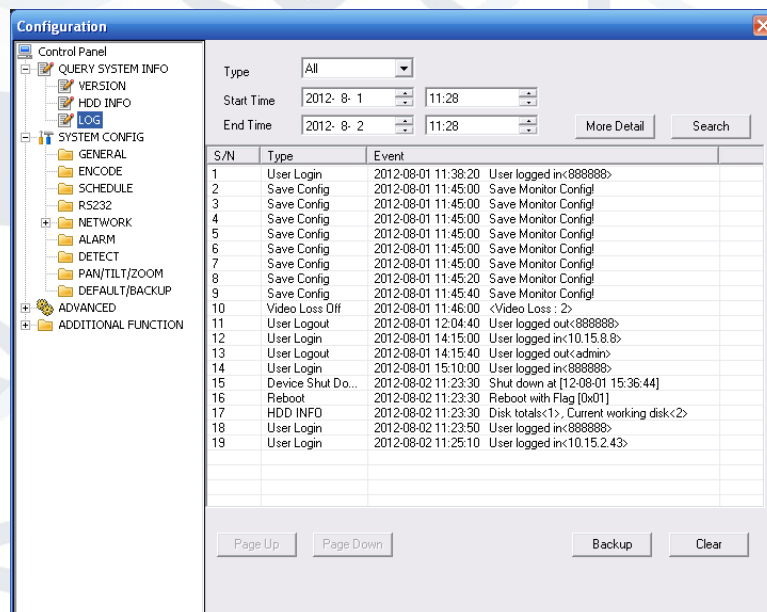 Configuration
Control Panel
QUERY SYSTEM INFO
VERSION
HDD INFO
LOG
SYSTEM CONFIG
GENERAL
ENCODE
SCHEDULE
RS232
NETWORK
ALARM
DETECT
PAN/TILT/ZOOM
DEFAULT/BACKUP
ADVANCED
ADDITIONAL FUNCTION
Type All
Start Time 2012- 8- 1 11:28
End Time 2012- 8- 2 11:28 More Detail Search
S/N Type Event
1 User Login 2012-08-01 11:38:20 User logged in<888888>
2 Save Config 2012-08-01 11:45:00 Save Monitor Config!
3 Save Config 2012-08-01 11:45:00 Save Monitor Config!
4 Save Config 2012-08-01 11:45:00 Save Monitor Config!
5 Save Config 2012-08-01 11:45:00 Save Monitor Config!
6 Save Config 2012-08-01 11:45:00 Save Monitor Config!
7 Save Config 2012-08-01 11:45:00 Save Monitor Config!
8 Save Config 2012-08-01 11:45:20 Save Monitor Config!
9 Save Config 2012-08-01 11:45:40 Save Monitor Config!
10 Video Loss Off 2012-08-01 11:46:00 <Video Loss : 2>
11 User Logout 2012-08-01 12:04:40 User logged out<888888>
12 User Login 2012-08-01 14:15:00 User logged in<10.15.8.8>
13 User Logout 2012-08-01 14:15:40 User logged out<admin>
14 User Login 2012-08-01 15:10:00 User logged in<888888>
15 Device Shut Do... 2012-08-02 11:23:30 Shut down at [12-08-01 15:36:44]
16 Reboot 2012-08-02 11:23:30 Reboot with Flag [0x01]
17 HDD INFO 2012-08-02 11:23:30 Disk totals<1>, Current working disk<2>
18 User Login 2012-08-02 11:23:50 User logged in<888888>
19 User Login 2012-08-02 11:25:10 User logged in<10.15.2.43>
Page Up Page Down Backup Clear